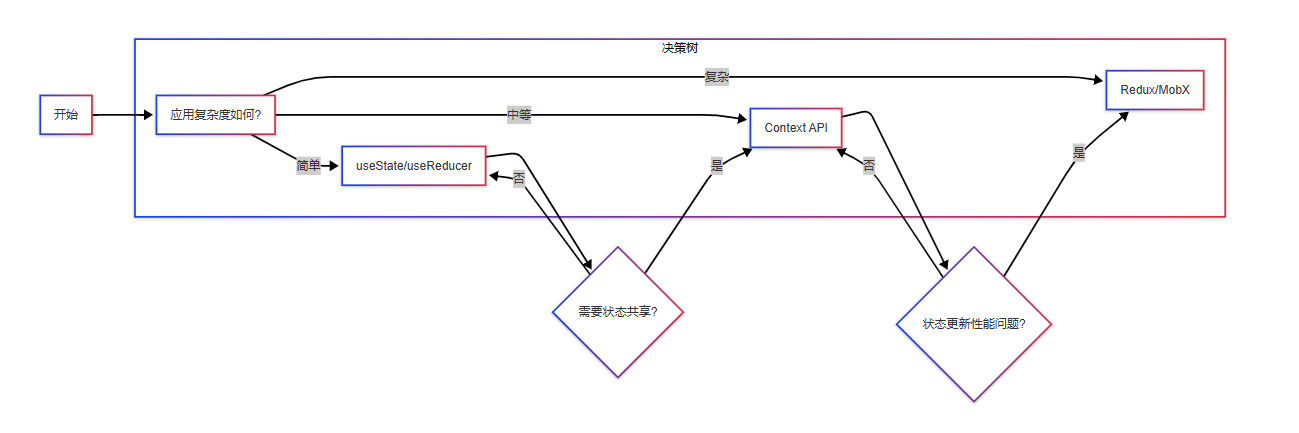 决策树
开始
应用复杂度如何?
复杂
中等
简单
useState/useReducer
否
是
Context API
否
是
Redux/MobX
需要状态共享?
状态更新性能问题?